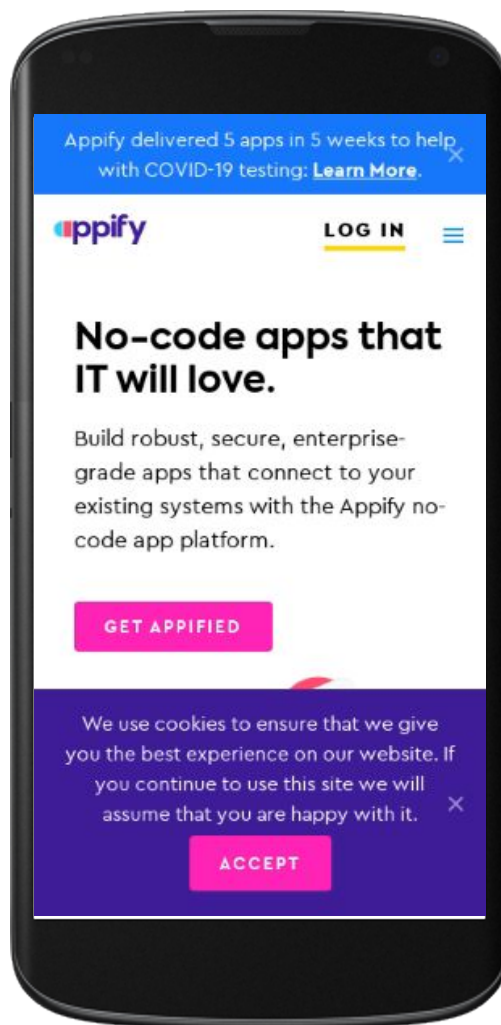 Appify delivered 5 apps in 5 weeks to help
with COVID-19 testing: Learn More.
appify
LOG IN
No-code apps that
IT will love.
Build robust, secure, enterprise-
grade apps that connect to your
existing systems with the Appify no-
code app platform.
GET APPIFIED
We use cookies to ensure that we give
you the best experience on our website. If
you continue to use this site we will
assume that you are happy with it.
ACCEPT